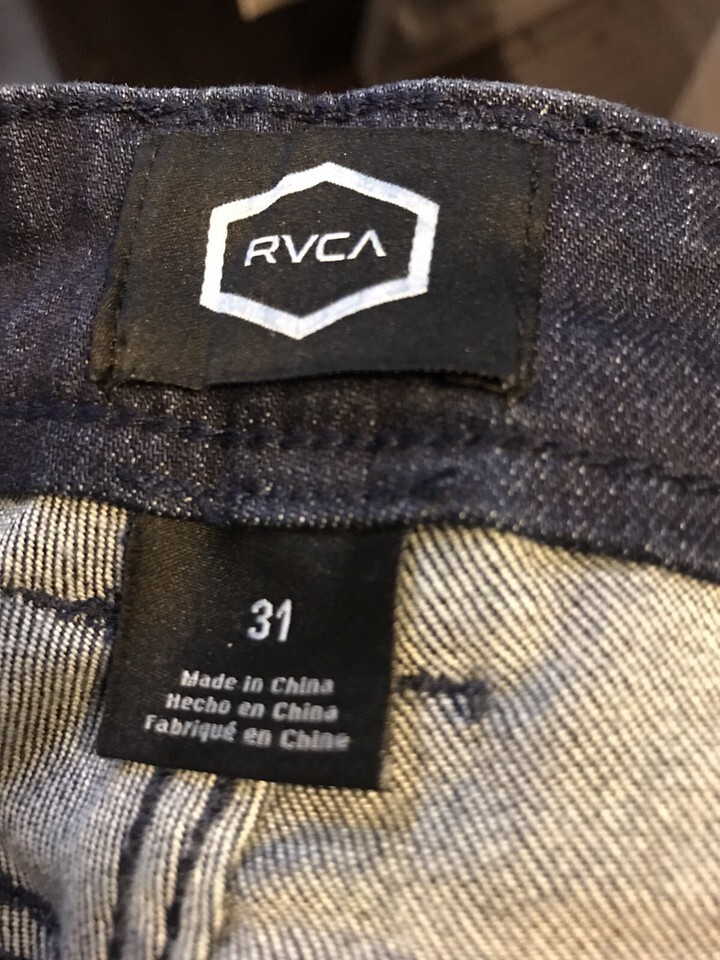 RVCA
31
Made in China
Hecho en China
Fabriqué en Chine